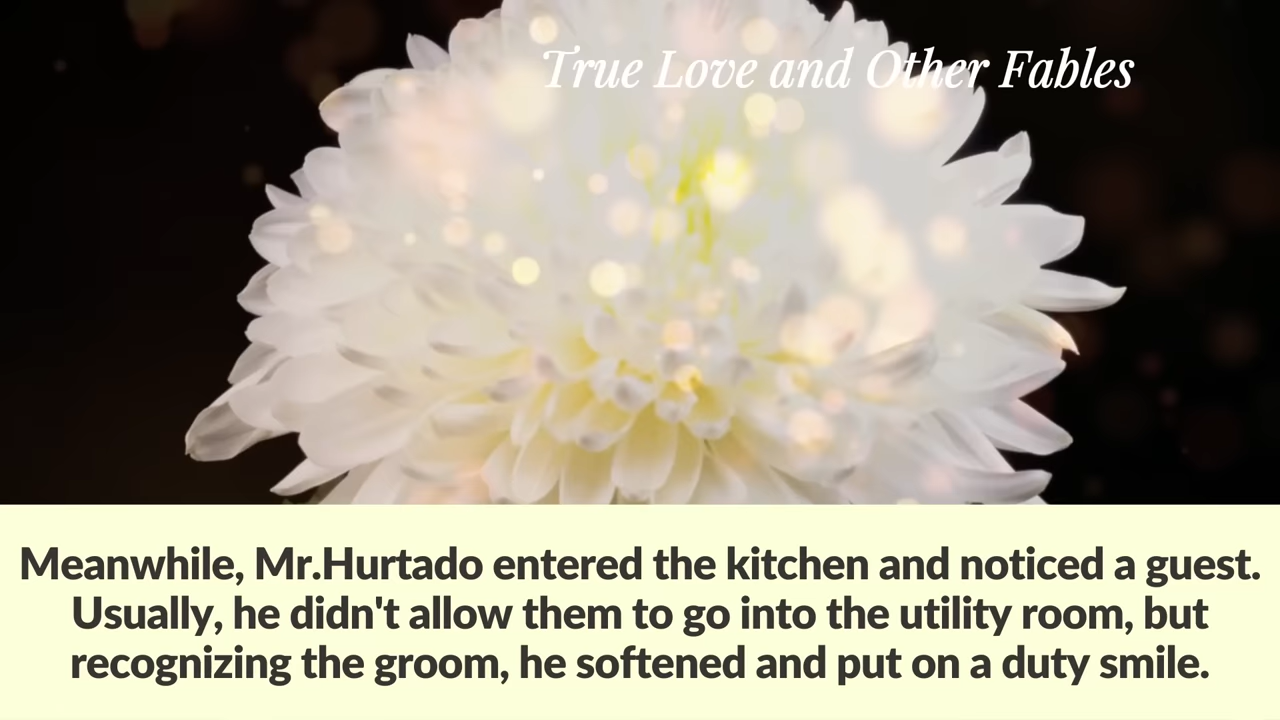 True Love and Other Fables
Meanwhile, Mr.Hurtado entered the kitchen and noticed a guest.
Usually, he didn't allow them to go into the utility room, but
recognizing the groom, he softened and put on a duty smile.